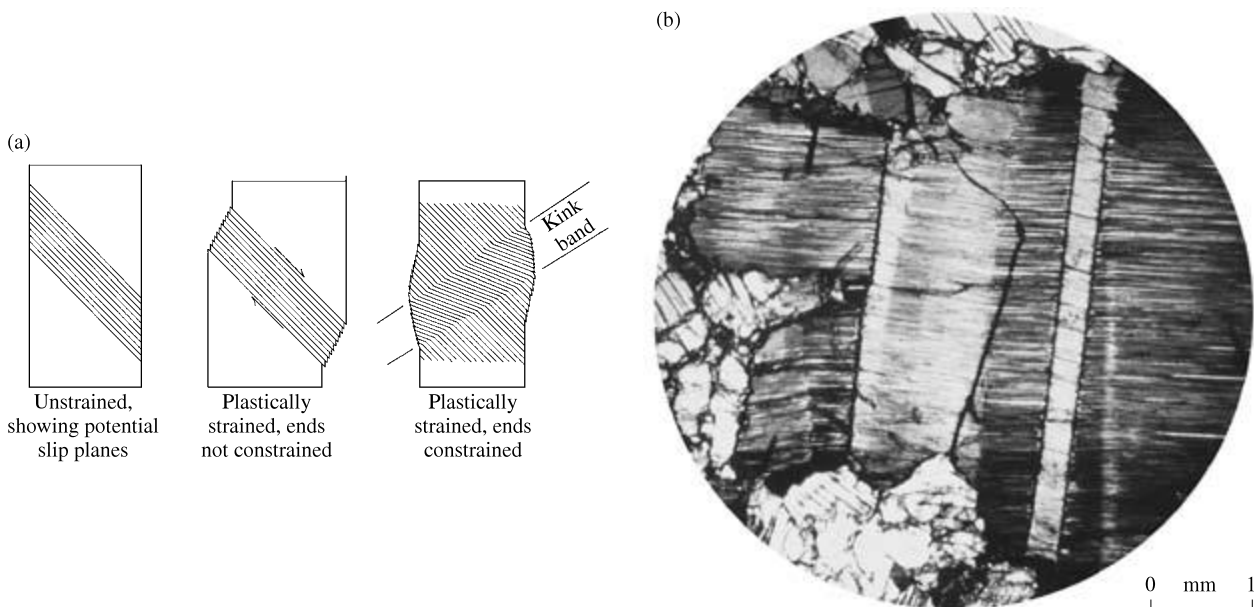 (a)
Kink
band
Unstrained,
showing potential
slip planes
Plastically
strained, ends
not constrained
Plastically
strained, ends
constrained
(b)
0 mm 1